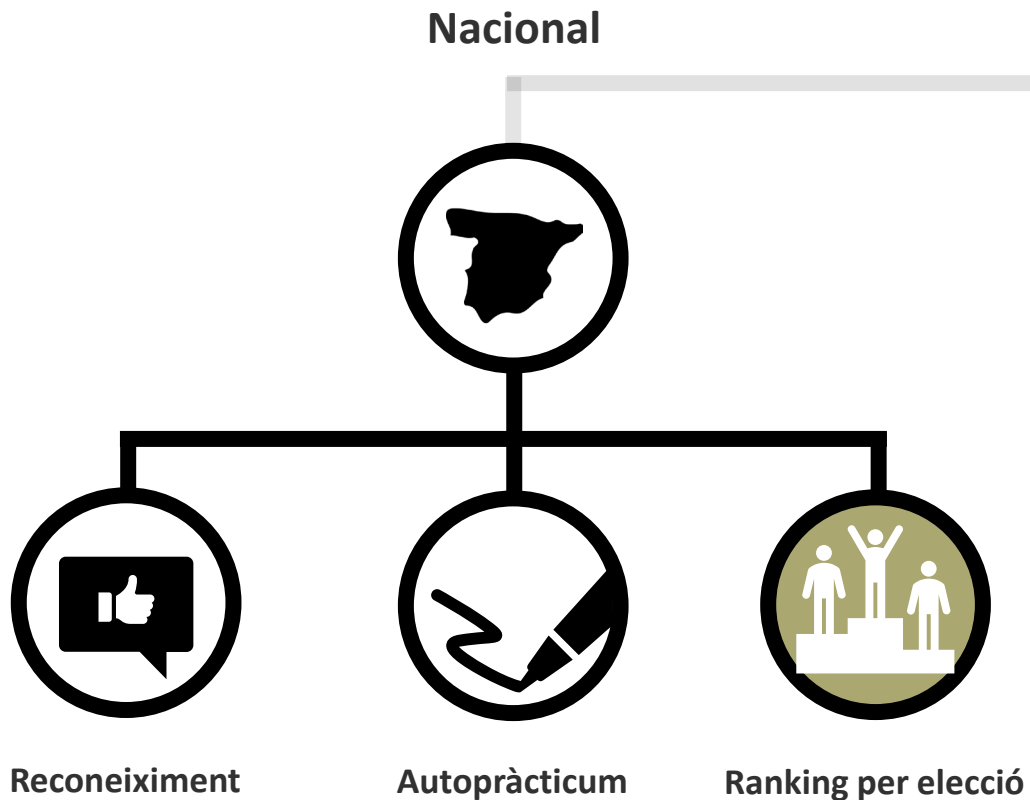 Nacional
Reconeiximent
Autopràcticum
Ranking per elecció